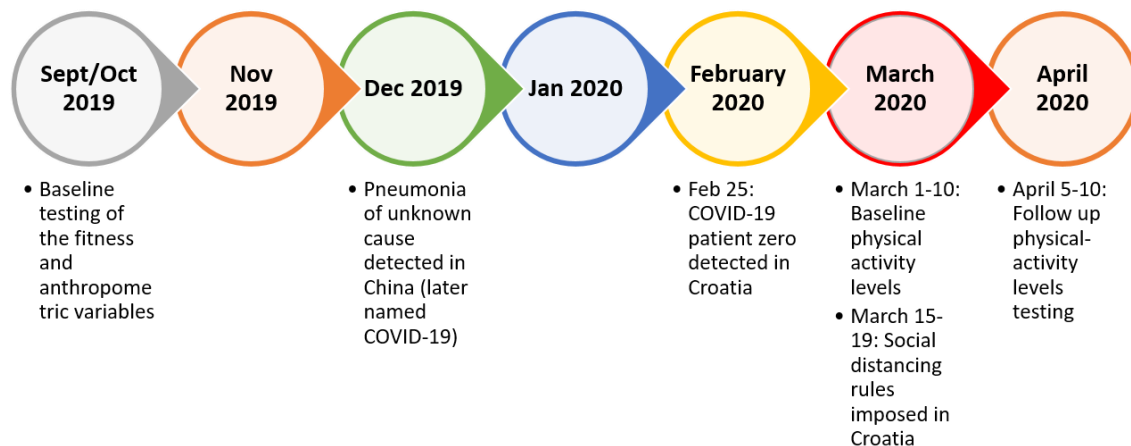 Sept/Oct
2019
Nov
2019
Dec 2019
Jan 2020
February
2020
March
2020
April
2020
• Baseline
testing of
the fitness
and
anthropome
tric variables
• Pneumonia
of unknown
cause
detected in
China (later
named
COVID-19)
• Feb 25:
COVID-19
patient zero
detected in
Croatia
• March 1-10:
Baseline
physical
activity
levels
• March 15-
19: Social
distancing
rules
imposed in
Croatia
• April 5-10:
Follow up
physical-
activity
levels
testing